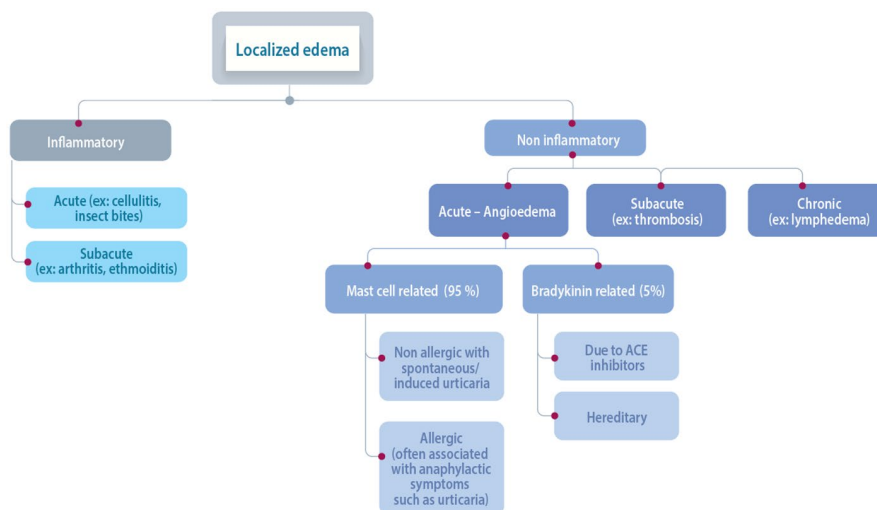 Localized edema
Inflammatory
Non inflammatory
Acute (ex: cellulitis,
insect bites)
Subacute
(ex: arthritis, ethmoiditis)
Acute – Angioedema
Subacute
(ex: thrombosis)
Chronic
(ex: lymphedema)
Mast cell related (95 %)
Bradykinin related (5%)
Non allergic with
spontaneous/
induced urticaria
Allergic
(often associated
with anaphylactic
symptoms
such as urticaria)
Due to ACE
inhibitors
Hereditary